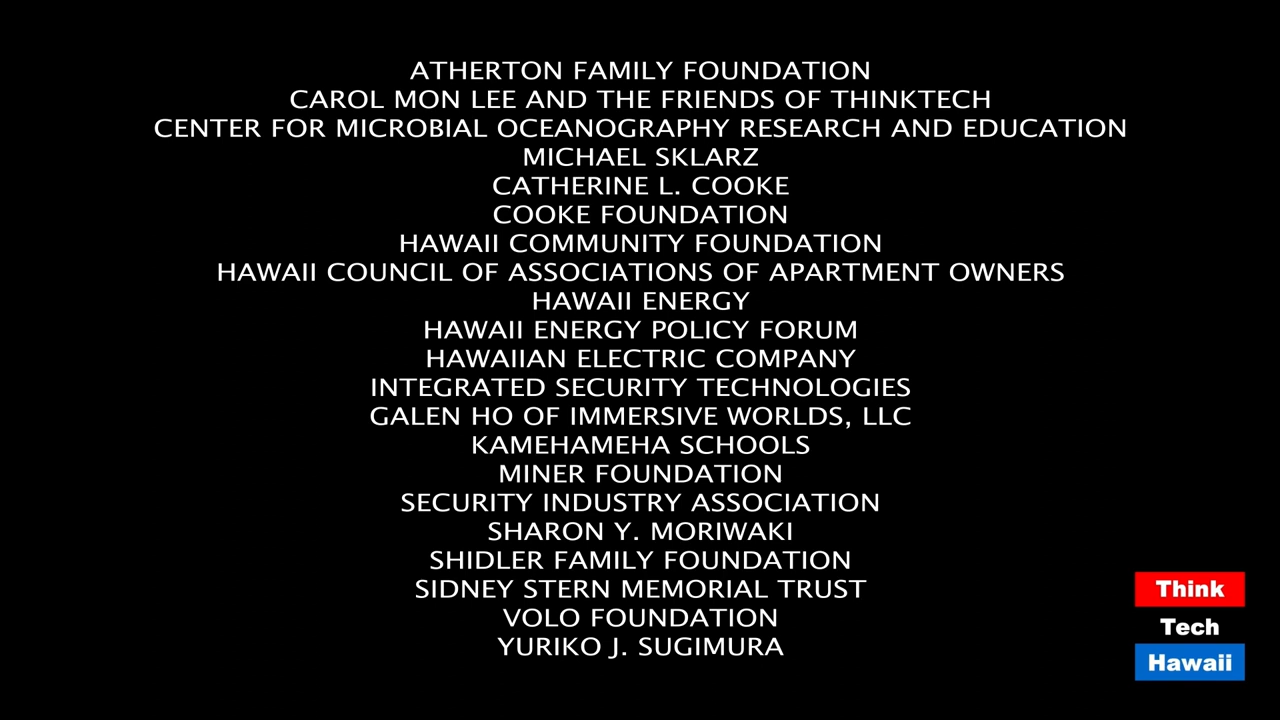 ATHERTON FAMILY FOUNDATION
CAROL MON LEE AND THE FRIENDS OF THINKTECH
CENTER FOR MICROBIAL OCEANOGRAPHY RESEARCH AND EDUCATION
MICHAEL SKLARZ
CATHERINE L. COOKE
COOKE FOUNDATION
HAWAII COMMUNITY FOUNDATION
HAWAII COUNCIL OF ASSOCIATIONS OF APARTMENT OWNERS
HAWAII ENERGY
HAWAII ENERGY POLICY FORUM
HAWAIIAN ELECTRIC COMPANY
INTEGRATED SECURITY TECHNOLOGIES
GALEN HO OF IMMERSIVE WORLDS, LLC
KAMEHAMEHA SCHOOLS
MINER FOUNDATION
SECURITY INDUSTRY ASSOCIATION
SHARON Y. MORIWAKI
SHIDLER FAMILY FOUNDATION
SIDNEY STERN MEMORIAL TRUST
VOLO FOUNDATION
YURIKO J. SUGIMURA
Think
Tech
Hawaii